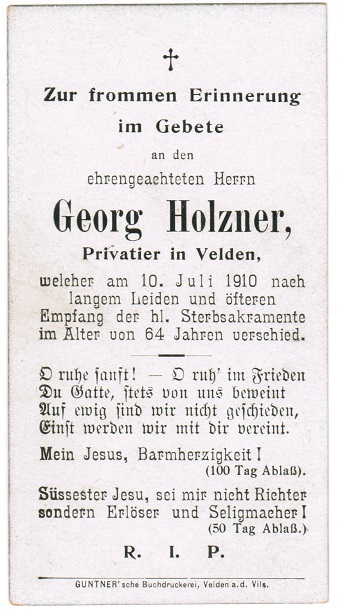 Zur frommen Erinnerung
im Gebete
an den
ehrengeachteten Herrn
Georg Holzner,
Privatier in Velden,
welcher am 10. Juli 1910 nach
langem Leiden und öfteren
Empfang der hl. Sterbsakramente
im Alter von 64 Jahren verschied.
O ruhe sanft! — O ruh' im Frieden
Du Gatte, stets von uns beweint
Auf ewig sind wir nicht geschieden,
Einst werden wir mit dir vereint.
Mein Jesus, Barmherzigkeit!
(100 Tag Ablaß).
Süssester Jesu, sei mir nicht Richter
sondern Erlöser und Seligmacher!
(50 Tag Ablaß.)
R. I. P.
GUNTNER'sche Buchdruckerei, Velden a.d. Vils.